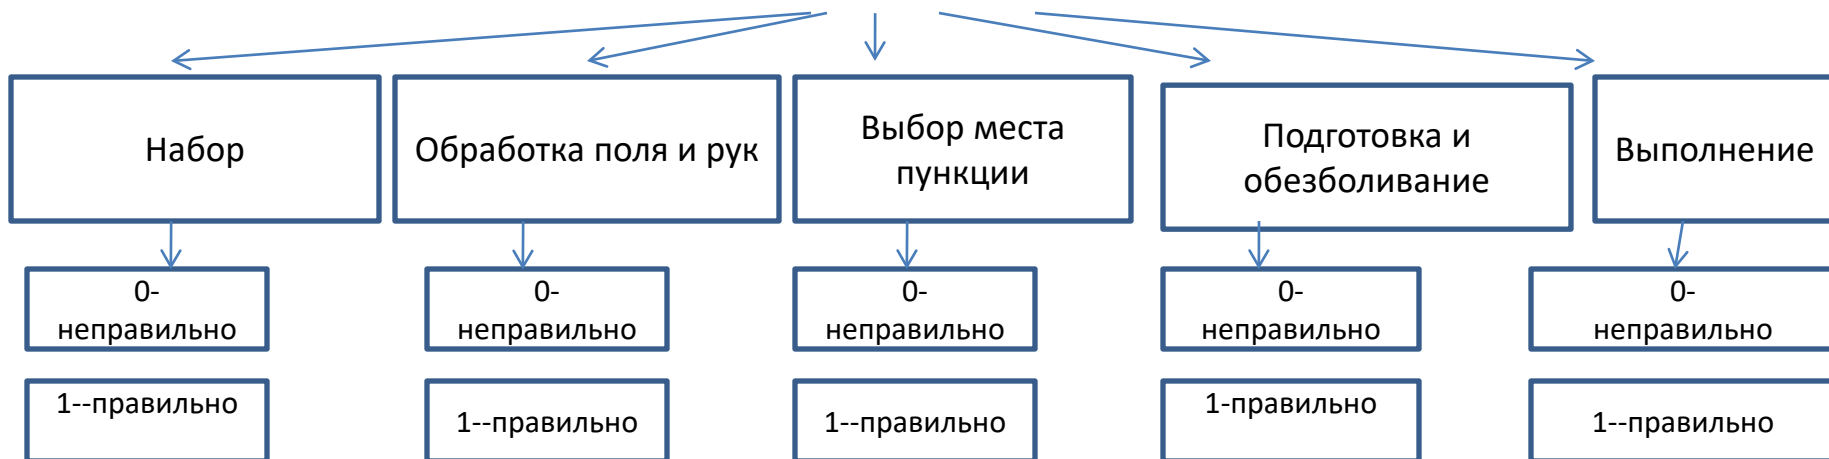 Набор
Обработка поля и рук
Выбор места
пункции
Подготовка и
обезболивание
Выполнение
0-
неправильно
0-
неправильно
0-
неправильно
0-
неправильно
0-
неправильно
1--правильно
1--правильно
1--правильно
1-правильно
1--правильно